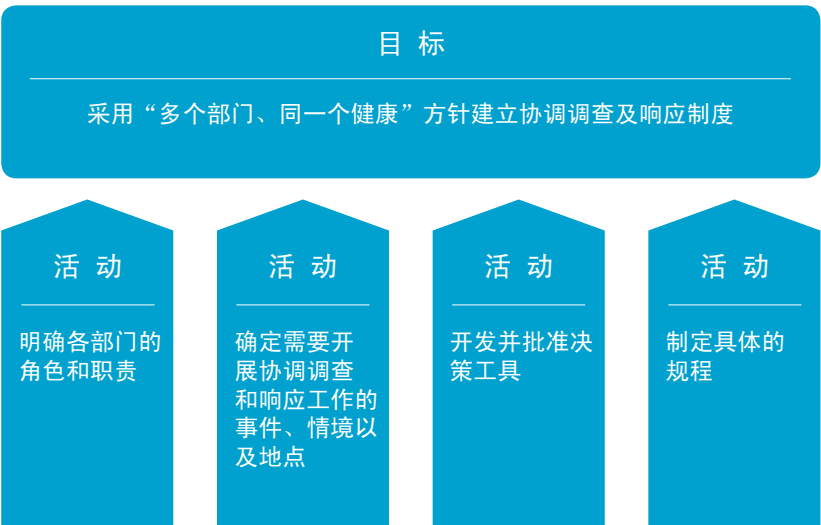 目 标
采用“多个部门、同一个健康”方针建立协调调查及响应制度
活 动
明确各部门的
角色和职责
活 动
确定需要开
展协调调查
和响应工作的
事件、情境以
及地点
活 动
开发并批准决
策工具
活 动
制定具体的
规程